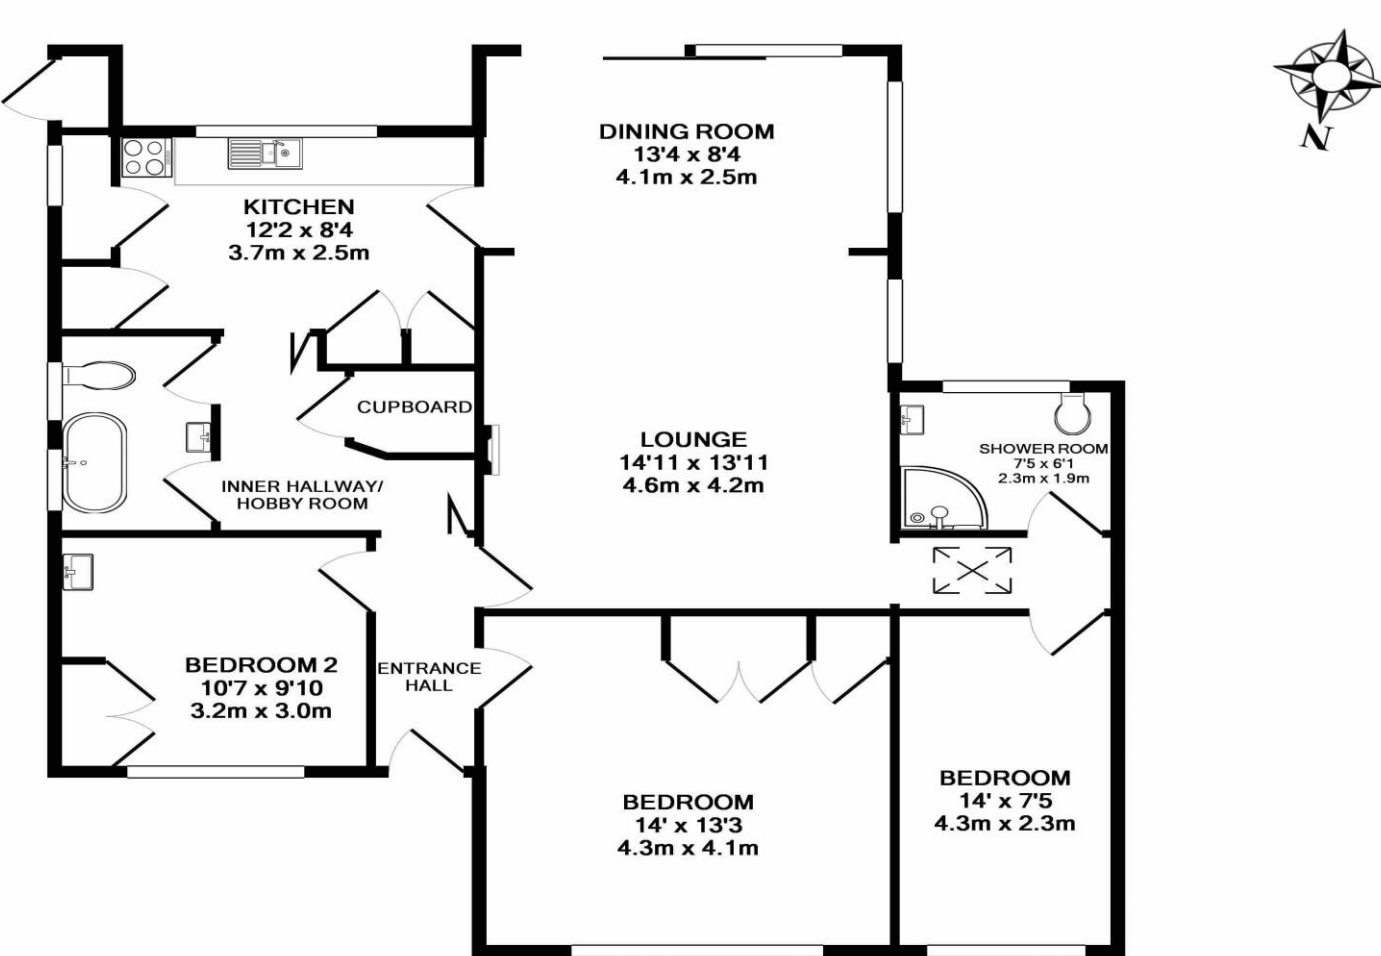 N
DINING ROOM
13'4 x 8'4
4.1m x 2.5m
KITCHEN
12'2 x 8'4
3.7m x 2.5m
CUPBOARD
LOUNGE
14'11 x 13'11
4.6m x 4.2m
SHOWER ROOM
7'5 x 6'1
2.3m x 1.9m
INNER HALLWAY/
HOBBY ROOM
BEDROOM 2
10'7 x 9'10
3.2m x 3.0m
ENTRANCE
HALL
BEDROOM
14' x 13'3
4.3m x 4.1m
BEDROOM
14' x 7'5
4.3m x 2.3m